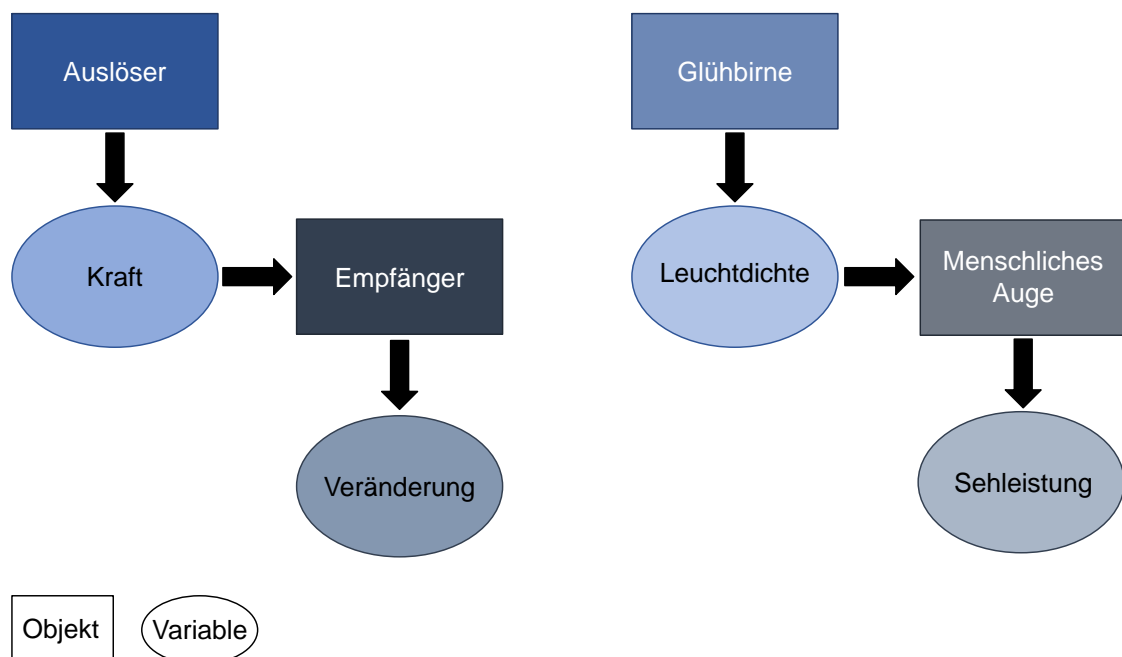 Auslöser
Kraft
Empfänger
Veränderung
Glühbirne
Leuchtdichte
Menschliches
Auge
Sehleistung
Objekt
Variable